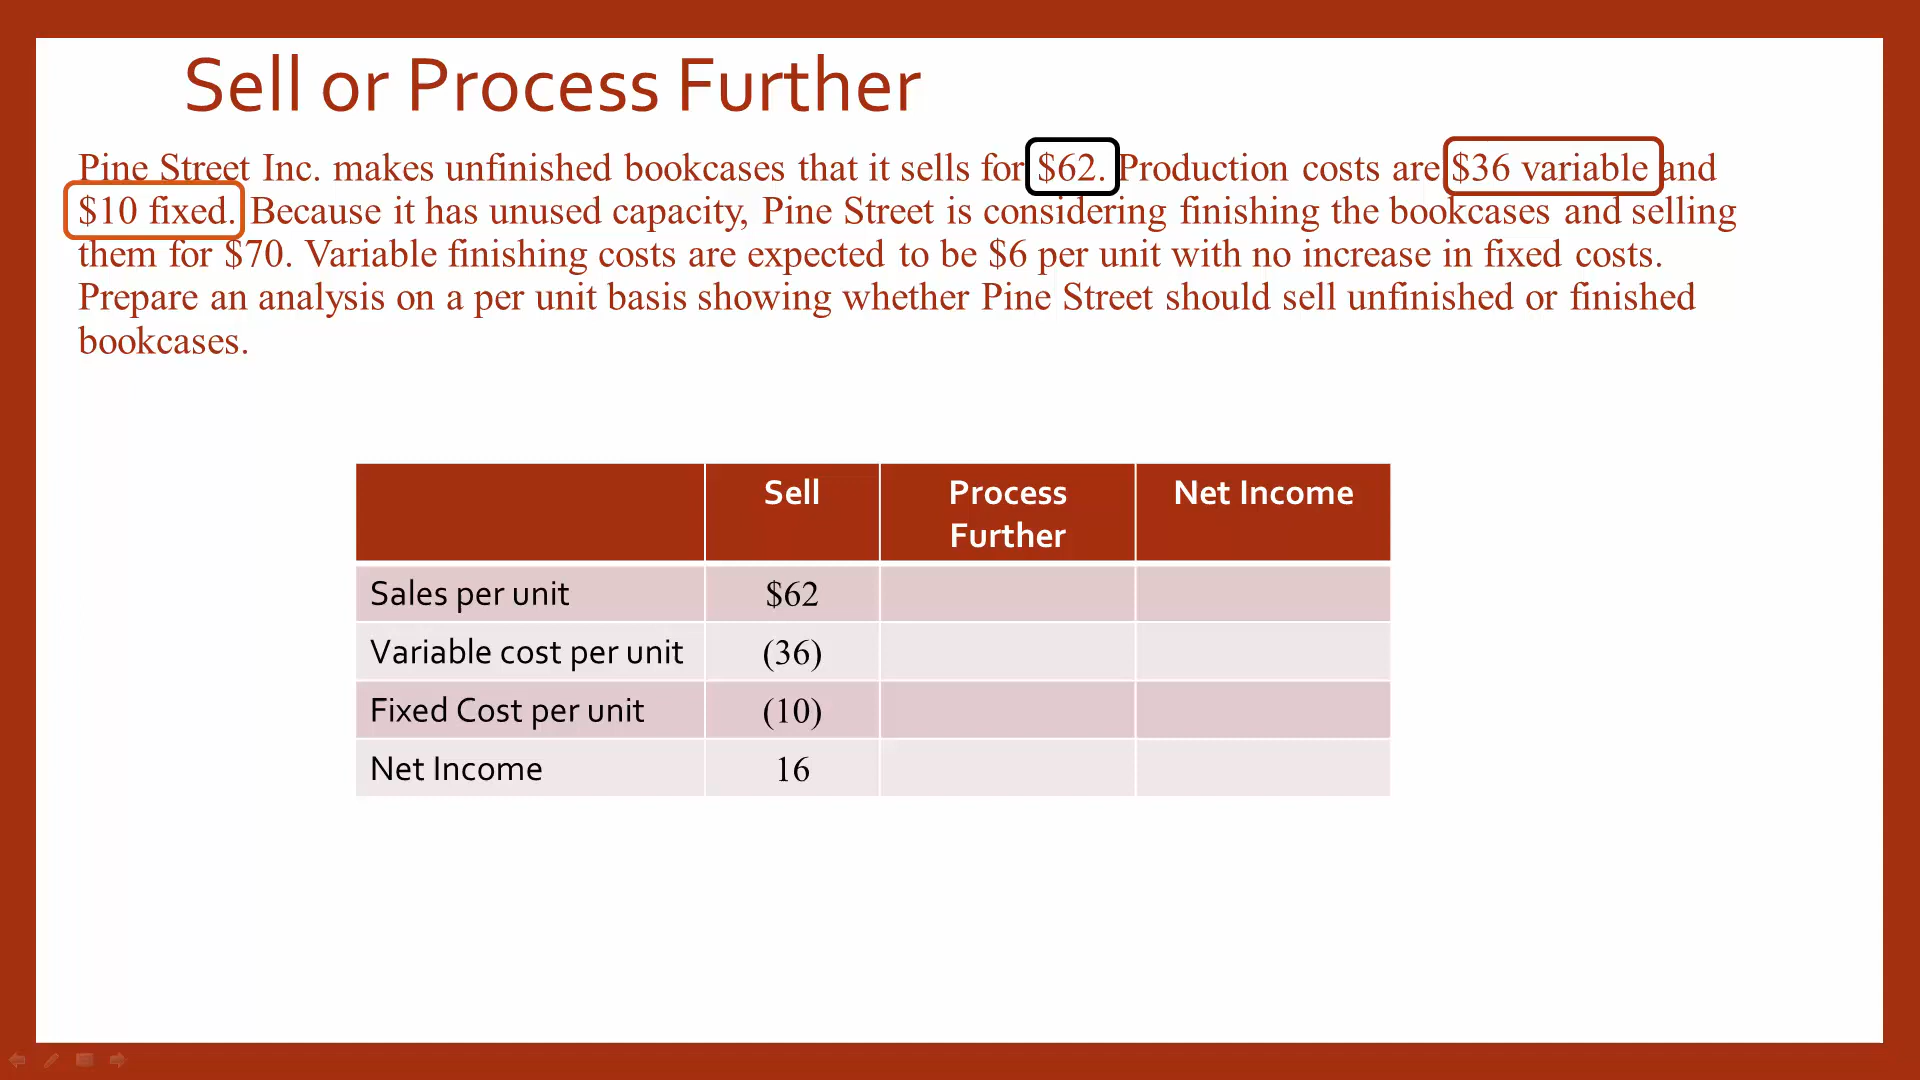 Sell or Process Further
Pine Street Inc. makes unfinished bookcases that it sells for $62. Production costs are $36 variable and
$10 fixed. Because it has unused capacity, Pine Street is considering finishing the bookcases and selling
them for $70. Variable finishing costs are expected to be $6 per unit with no increase in fixed costs.
Prepare an analysis on a per unit basis showing whether Pine Street should sell unfinished or finished
bookcases.
Sell Process Further Net Income
Sales per unit $62
Variable cost per unit (36)
Fixed Cost per unit (10)
Net Income 16